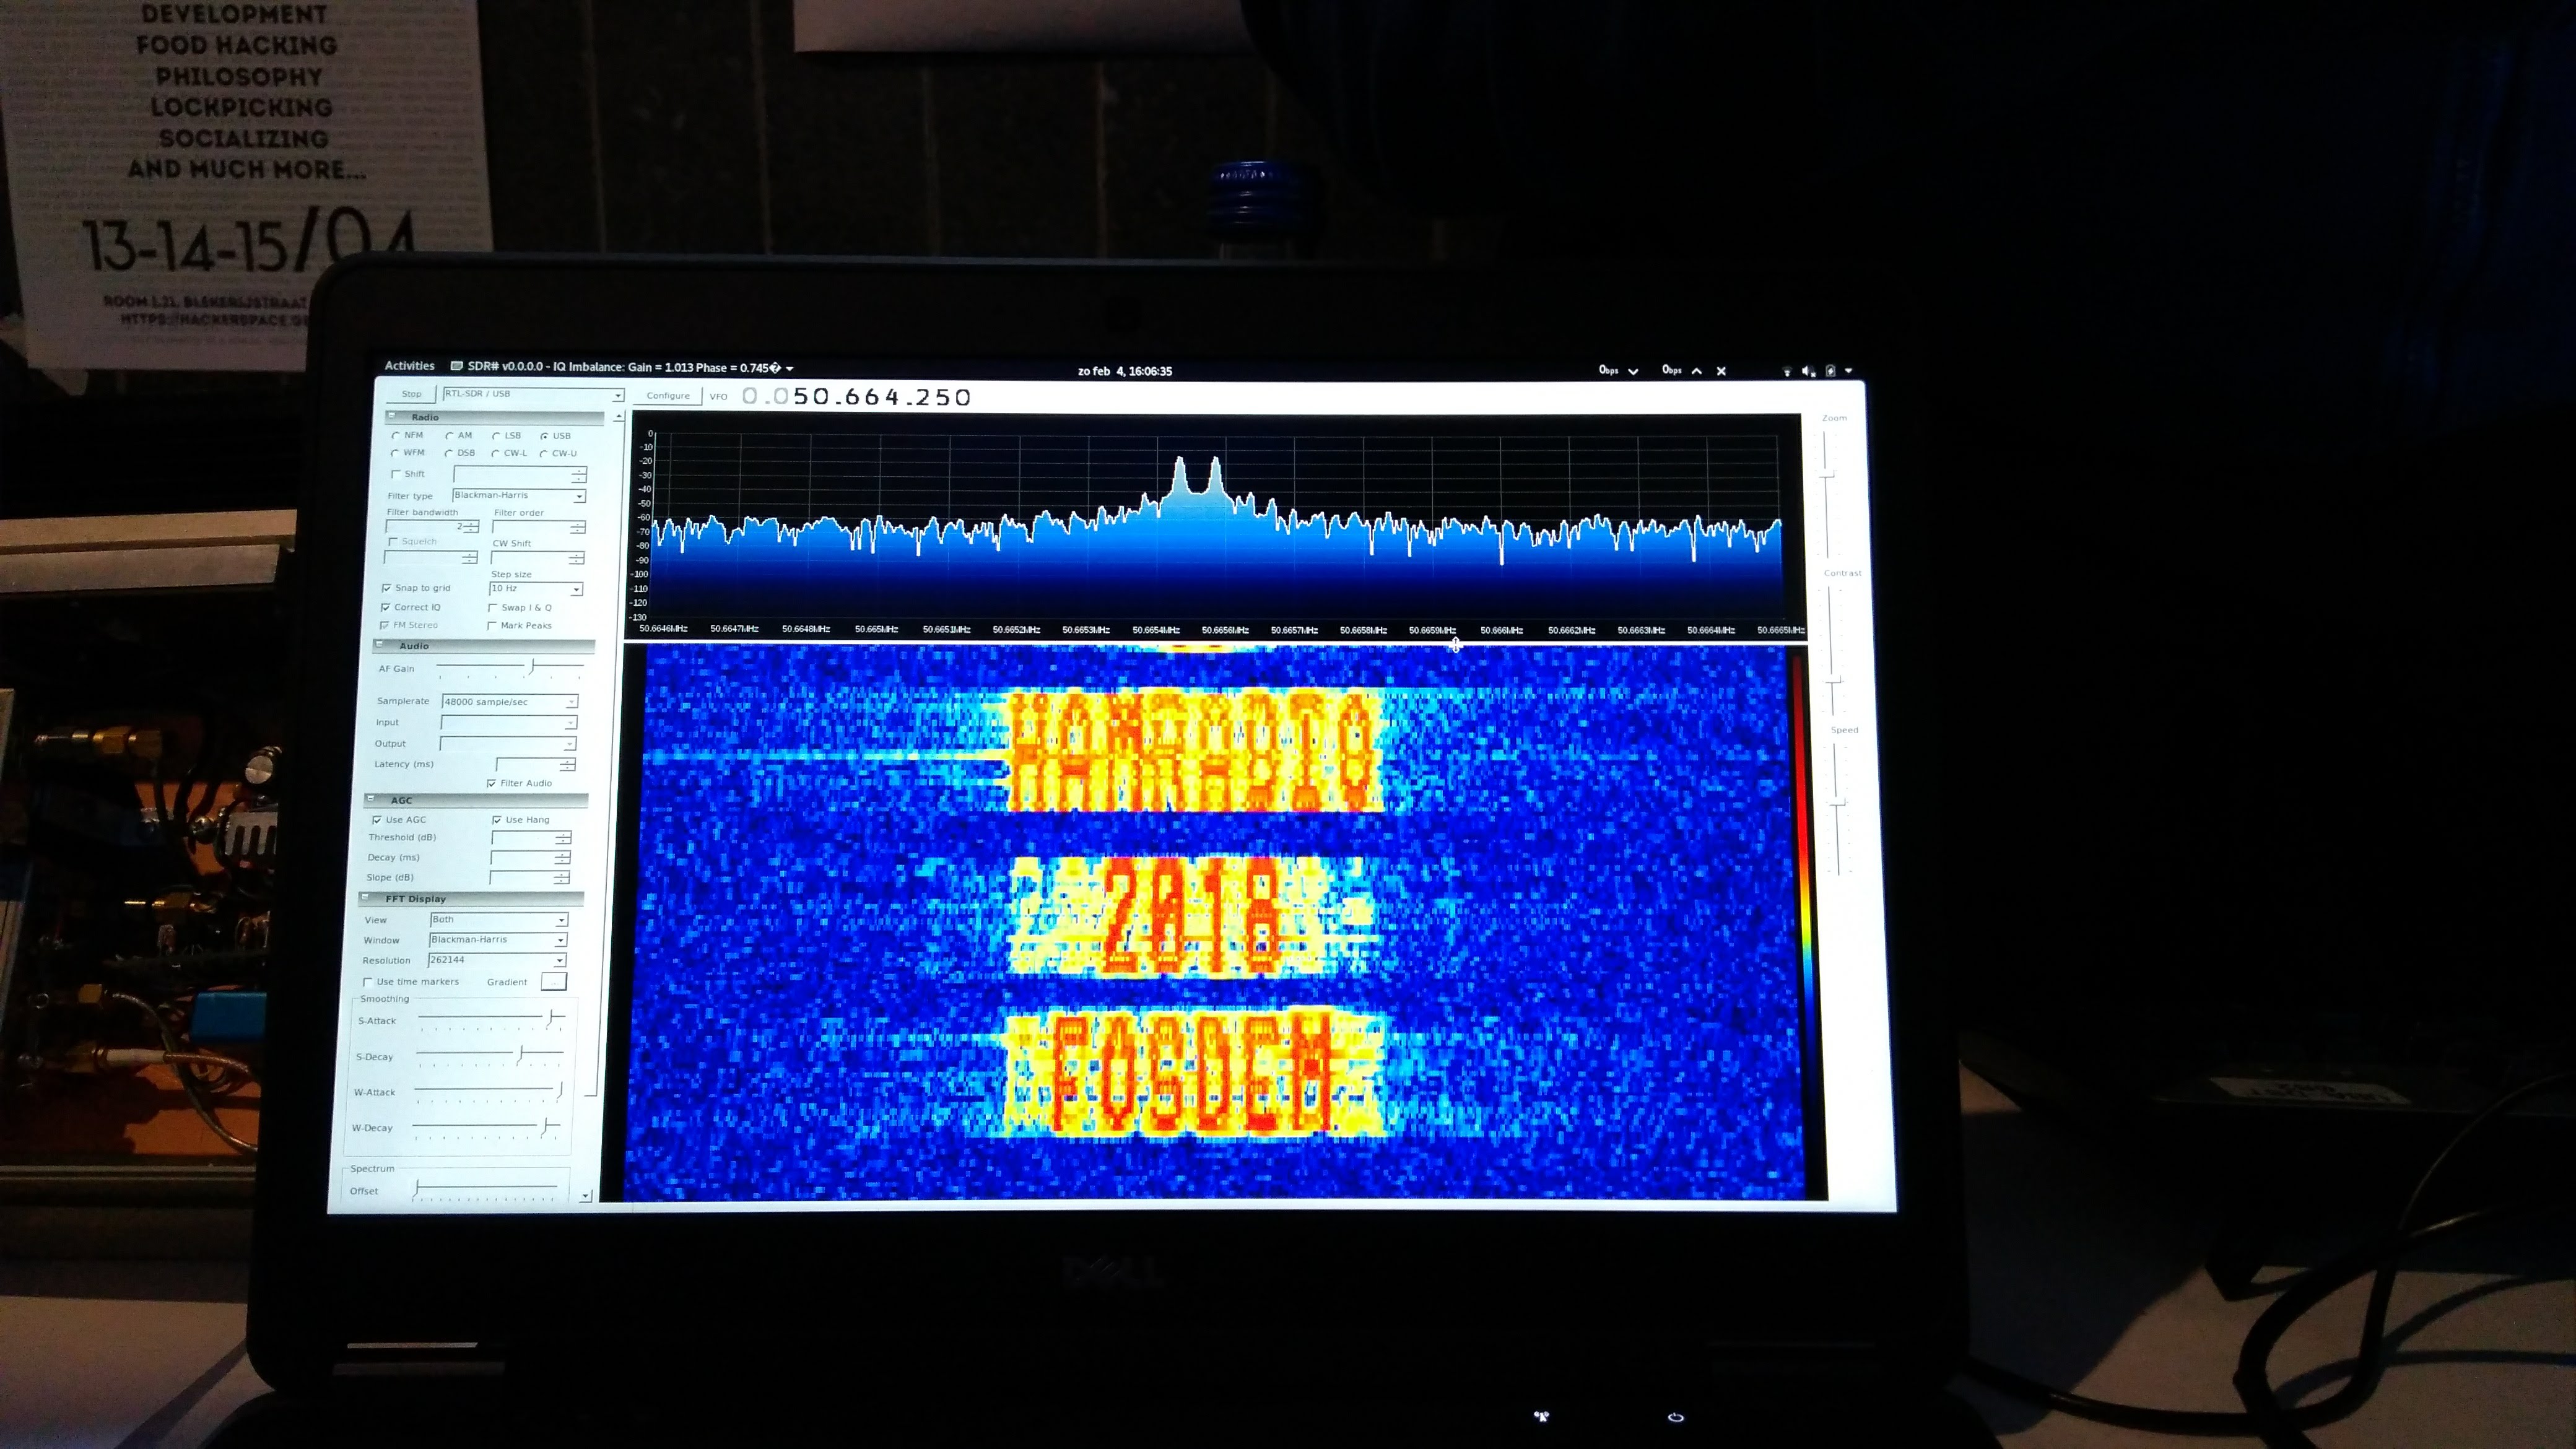 DEVELOPMENT
FOOD HACKING
PHILOSOPHY
LOCKPICKING
SOCIALIZING
AND MUCH MORE...
13-14-15/04
ROOM 1.21, BLEKERIJSTRAAT
HTTPS://HACKERSPACE.GE
Activities SDR# v0.0.0.0 - IQ Imbalance: Gain = 1.013 Phase = 0.745�
zo feb 4, 16:06:35
0bps 0bps
Stop RTL-SDR / USB Configure VFO 0.050.664.250
Radio
NFM AM LSB USB
WFM DSB CW-L CW-U
Shift
Filter type Blackman-Harris
Filter bandwidth Filter order
2
Squelch CW Shift
Step size
Snap to grid 10 Hz
Correct IQ Swap I & Q
FM Stereo Mark Peaks
Audio
AF Gain
Samplerate 48000 sample/sec
Input
Output
Latency (ms)
Filter Audio
AGC
Use AGC Use Hang
Threshold (dB)
Decay (ms)
Slope (dB)
FFT Display
View Both
Window Blackman-Harris
Resolution 262144
Use time markers Gradient
Smoothing
S-Attack
S-Decay
W-Attack
W-Decay
Spectrum
Offset
0
-10
-20
-30
-40
-50
-60
-70
-80
-90
-100
-110
-120
-130
50.6646MHz 50.6647MHz 50.6648MHz 50.665MHz 50.6651MHz 50.6652MHz 50.6653MHz 50.6654MHz 50.6656MHz 50.6657MHz 50.6658MHz 50.6659MHz 50.666MHz 50.6662MHz 50.6663MHz 50.6664MHz 50.6665MHz
HAMRADIO
2018
FOSDEM
Zoom
Contrast
Speed
DELL